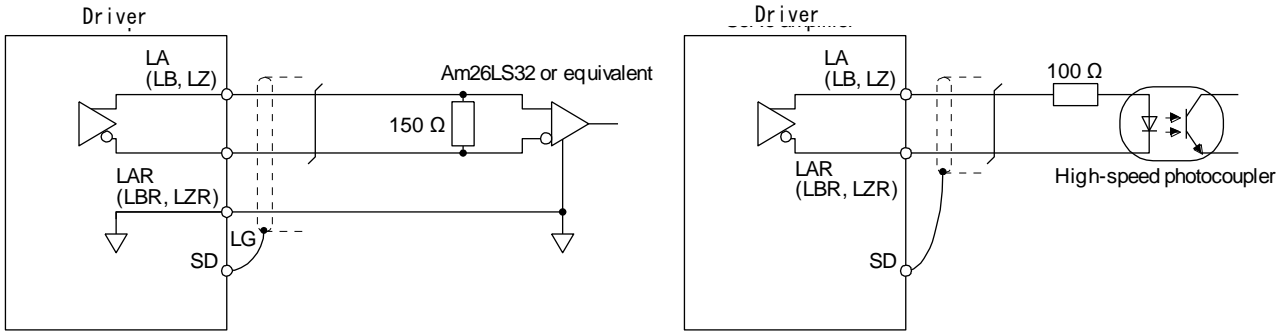 Driver
LA
(LB, LZ)
Am26LS32 or equivalent
150 Ω
LAR
(LBR, LZR)
LG
SD
Driver
LA
(LB, LZ)
100 Ω
LAR
(LBR, LZR)
High-speed photocoupler
SD